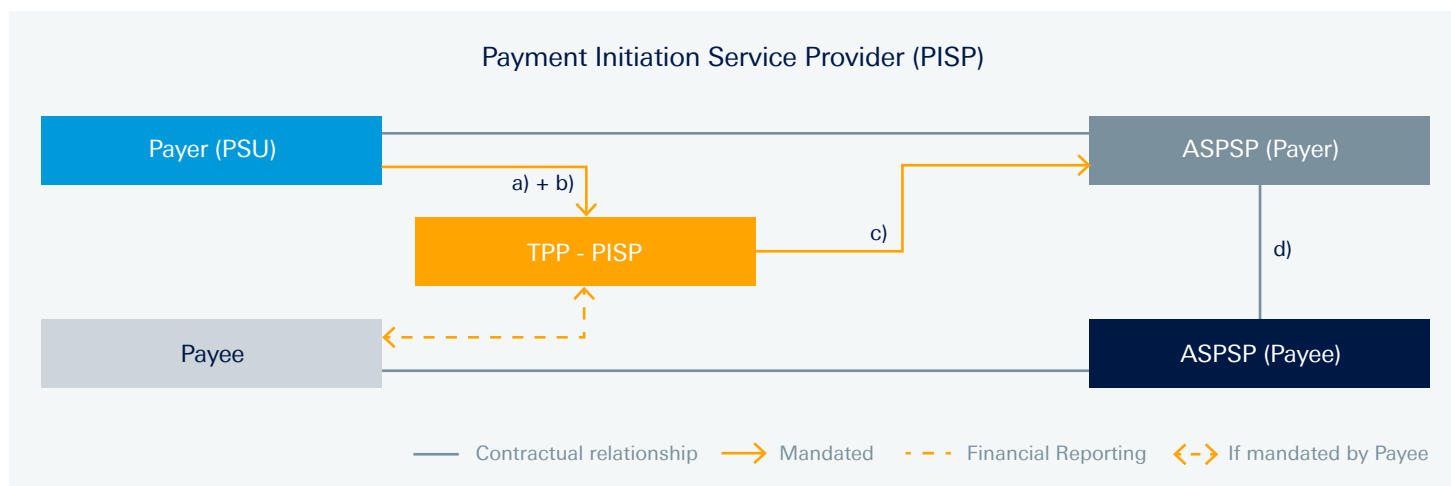 Payment Initiation Service Provider (PISP)
Payer (PSU)
ASPSP (Payer)
a) + b)
TPP - PISP
c)
d)
Payee
ASPSP (Payee)
Contractual relationship
Mandated
Financial Reporting
If mandated by Payee